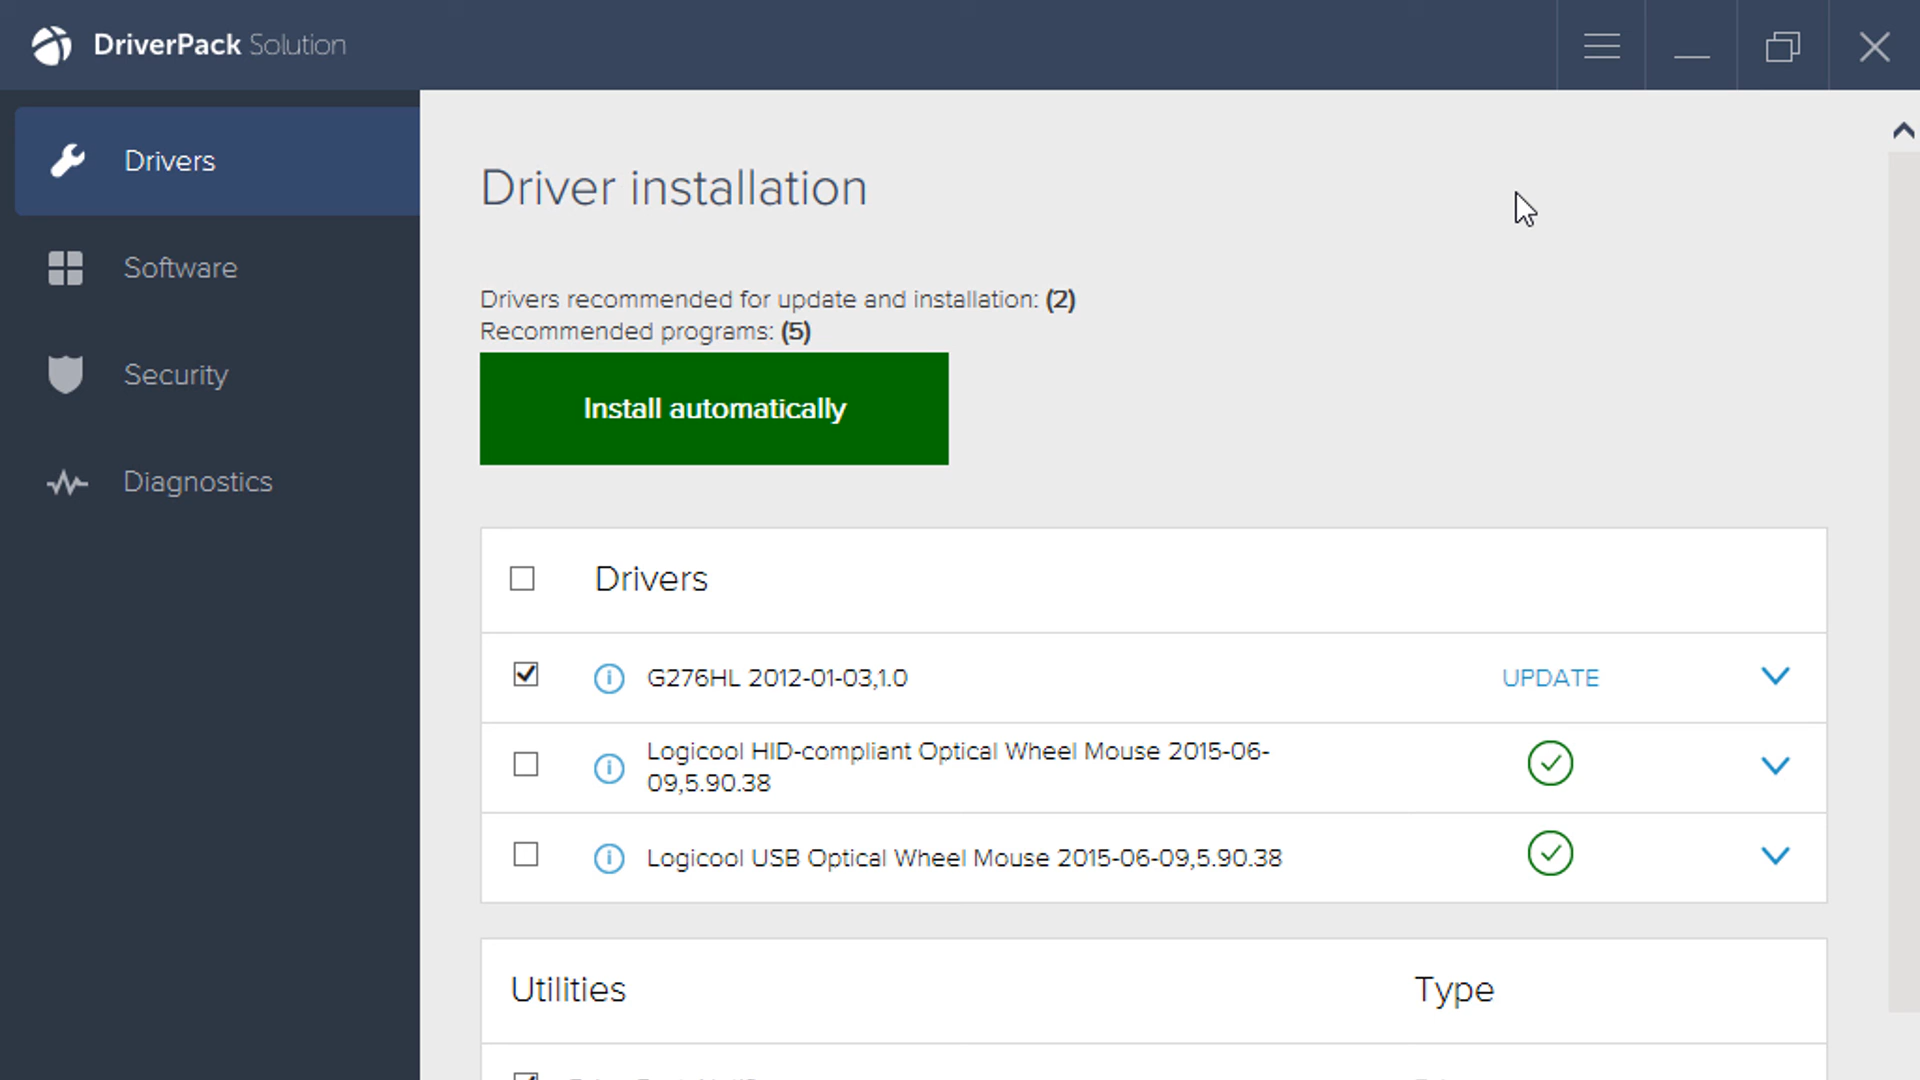 DriverPack Solution
Drivers
Software
Security
Diagnostics
Driver installation
Drivers recommended for update and installation: (2)
Recommended programs: (5)
Install automatically
Drivers
G276HL 2012-01-03,1.0
UPDATE
Logicool HID-compliant Optical Wheel Mouse 2015-06-
09,5.90.38
Logicool USB Optical Wheel Mouse 2015-06-09,5.90.38
Utilities
Type